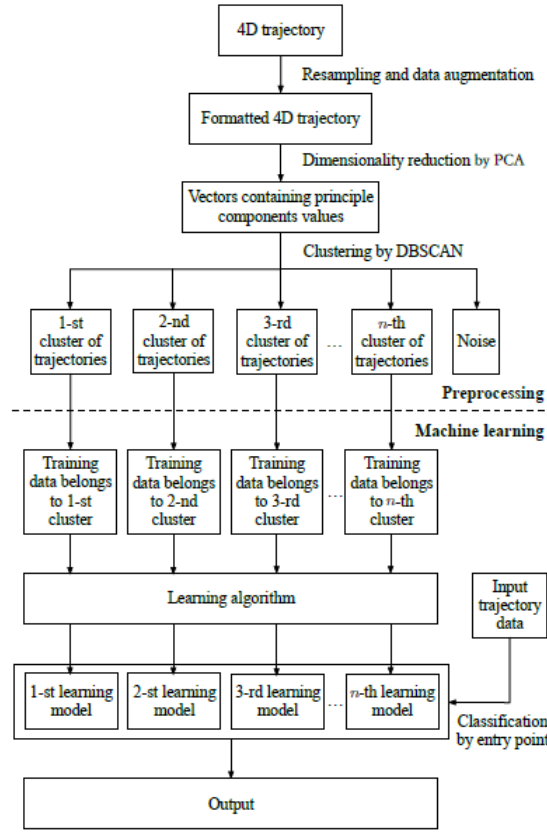 4D trajectory
Resampling and data augmentation
Formatted 4D trajectory
Dimensionality reduction by PCA
Vectors containing principle
components values
Clustering by DBSCAN
1-st
cluster of
trajectories
2-nd
cluster of
trajectories
3-rd
cluster of
trajectories
...
n-th
cluster of
trajectories
Noise
Preprocessing
Machine learning
Training
data belongs
to 1-st
cluster
Training
data belongs
to 2-nd
cluster
Training
data belongs
to 3-rd
cluster
...
Training
data belongs
to n-th
cluster
Learning algorithm
Input
trajectory
data
1-st learning
model
2-st learning
model
3-rd learning
model
...
n-th learning
model
Classification
by entry point
Output